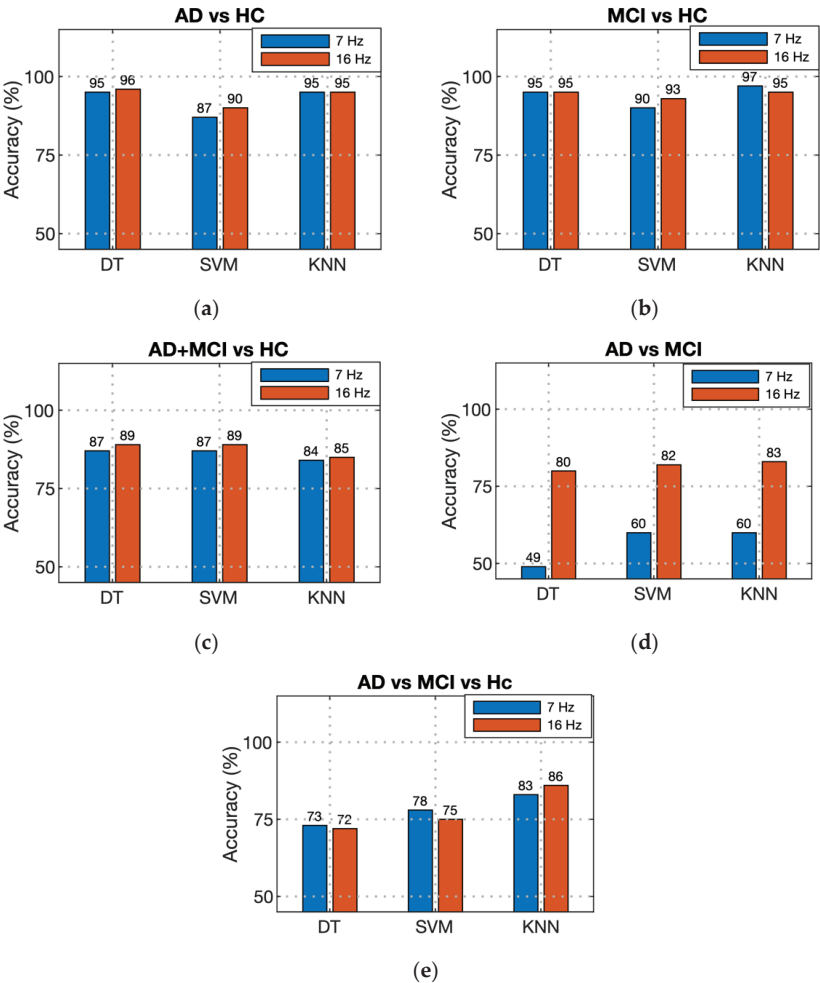 AD vs HC
7 Hz
16 Hz
Accuracy (%)
100
75
50
95 96 87 90 95 95
DT SVM KNN
(a)
MCI vs HC
7 Hz
16 Hz
Accuracy (%)
100
75
50
95 95 90 93 97 95
DT SVM KNN
(b)
AD+MCI vs HC
7 Hz
16 Hz
Accuracy (%)
100
75
50
87 89 87 89 84 85
DT SVM KNN
(c)
AD vs MCI
7 Hz
16 Hz
Accuracy (%)
100
75
50
49 80 60 82 60 83
DT SVM KNN
(d)
AD vs MCI vs Hc
7 Hz
16 Hz
Accuracy (%)
100
75
50
73 72 78 75 83 86
DT SVM KNN
(e)